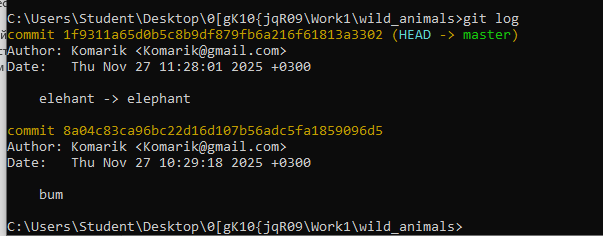 C:\Users\Student\Desktop\0[gK10{jqR09\Work1\wild_animals>git log
commit 1f9311a65d0b5c8b9df879fb6a216f61813a3302 (HEAD -> master)
Author: Komarik <Komarik@gmail.com>
Date:   Thu Nov 27 11:28:01 2025 +0300
elehant -> elephant
commit 8a04c83ca96bc22d16d107b56adc5fa1859096d5
Author: Komarik <Komarik@gmail.com>
Date:   Thu Nov 27 10:29:18 2025 +0300
bum
C:\Users\Student\Desktop\0[gK10{jqR09\Work1\wild_animals>